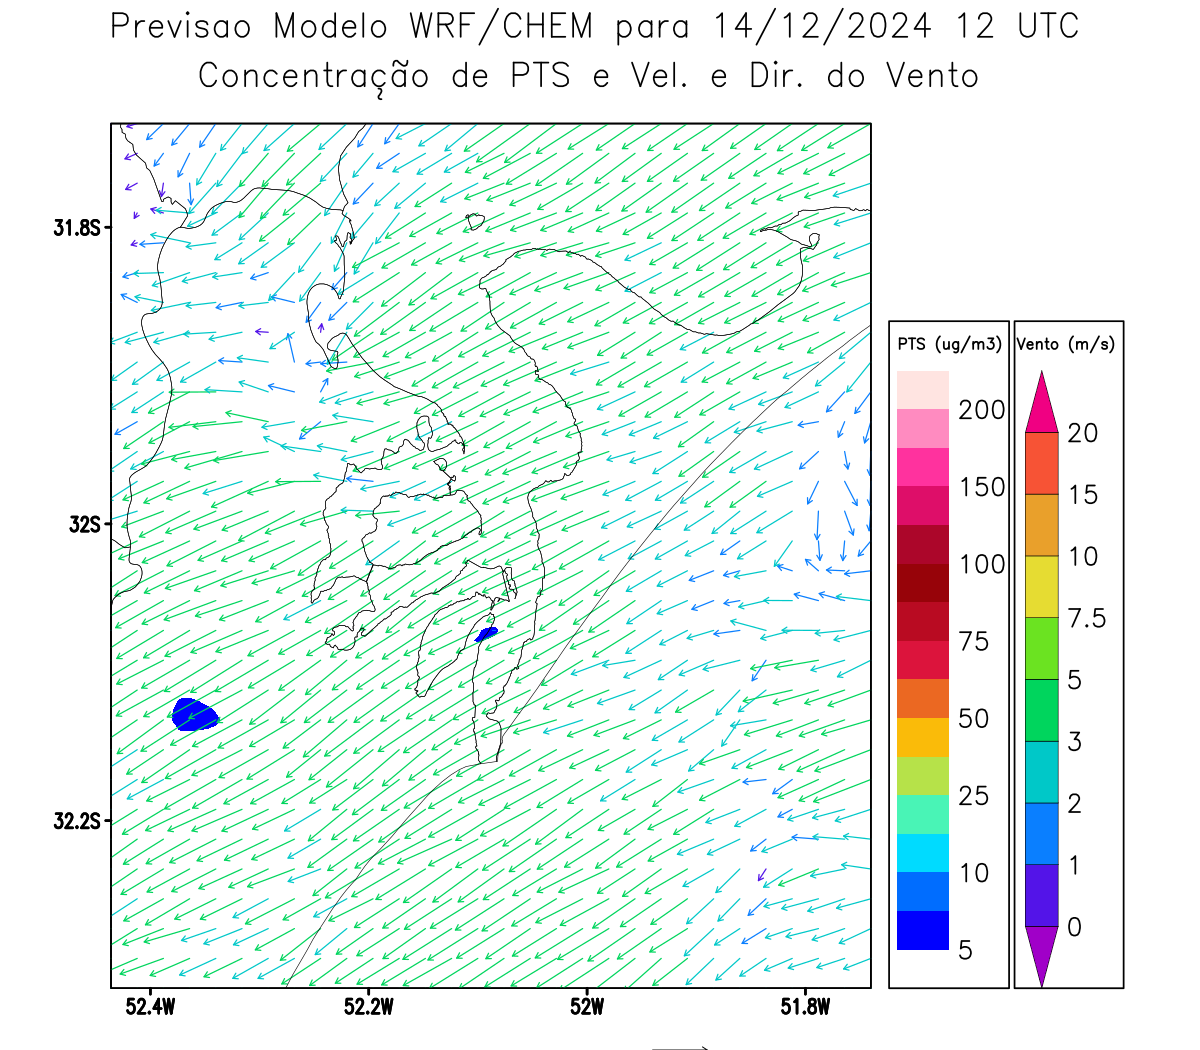 Previsao Modelo WRF/CHEM para 14/12/2024 12 UTC
Concentração de PTS e Vel. e Dir. do Vento
31.8S
32S
32.2S
52.4W 52.2W 52W 51.8W
PTS (ug/m3)
200
150
100
75
50
25
10
5
Vento (m/s)
20
15
10
7.5
5
3
2
1
0